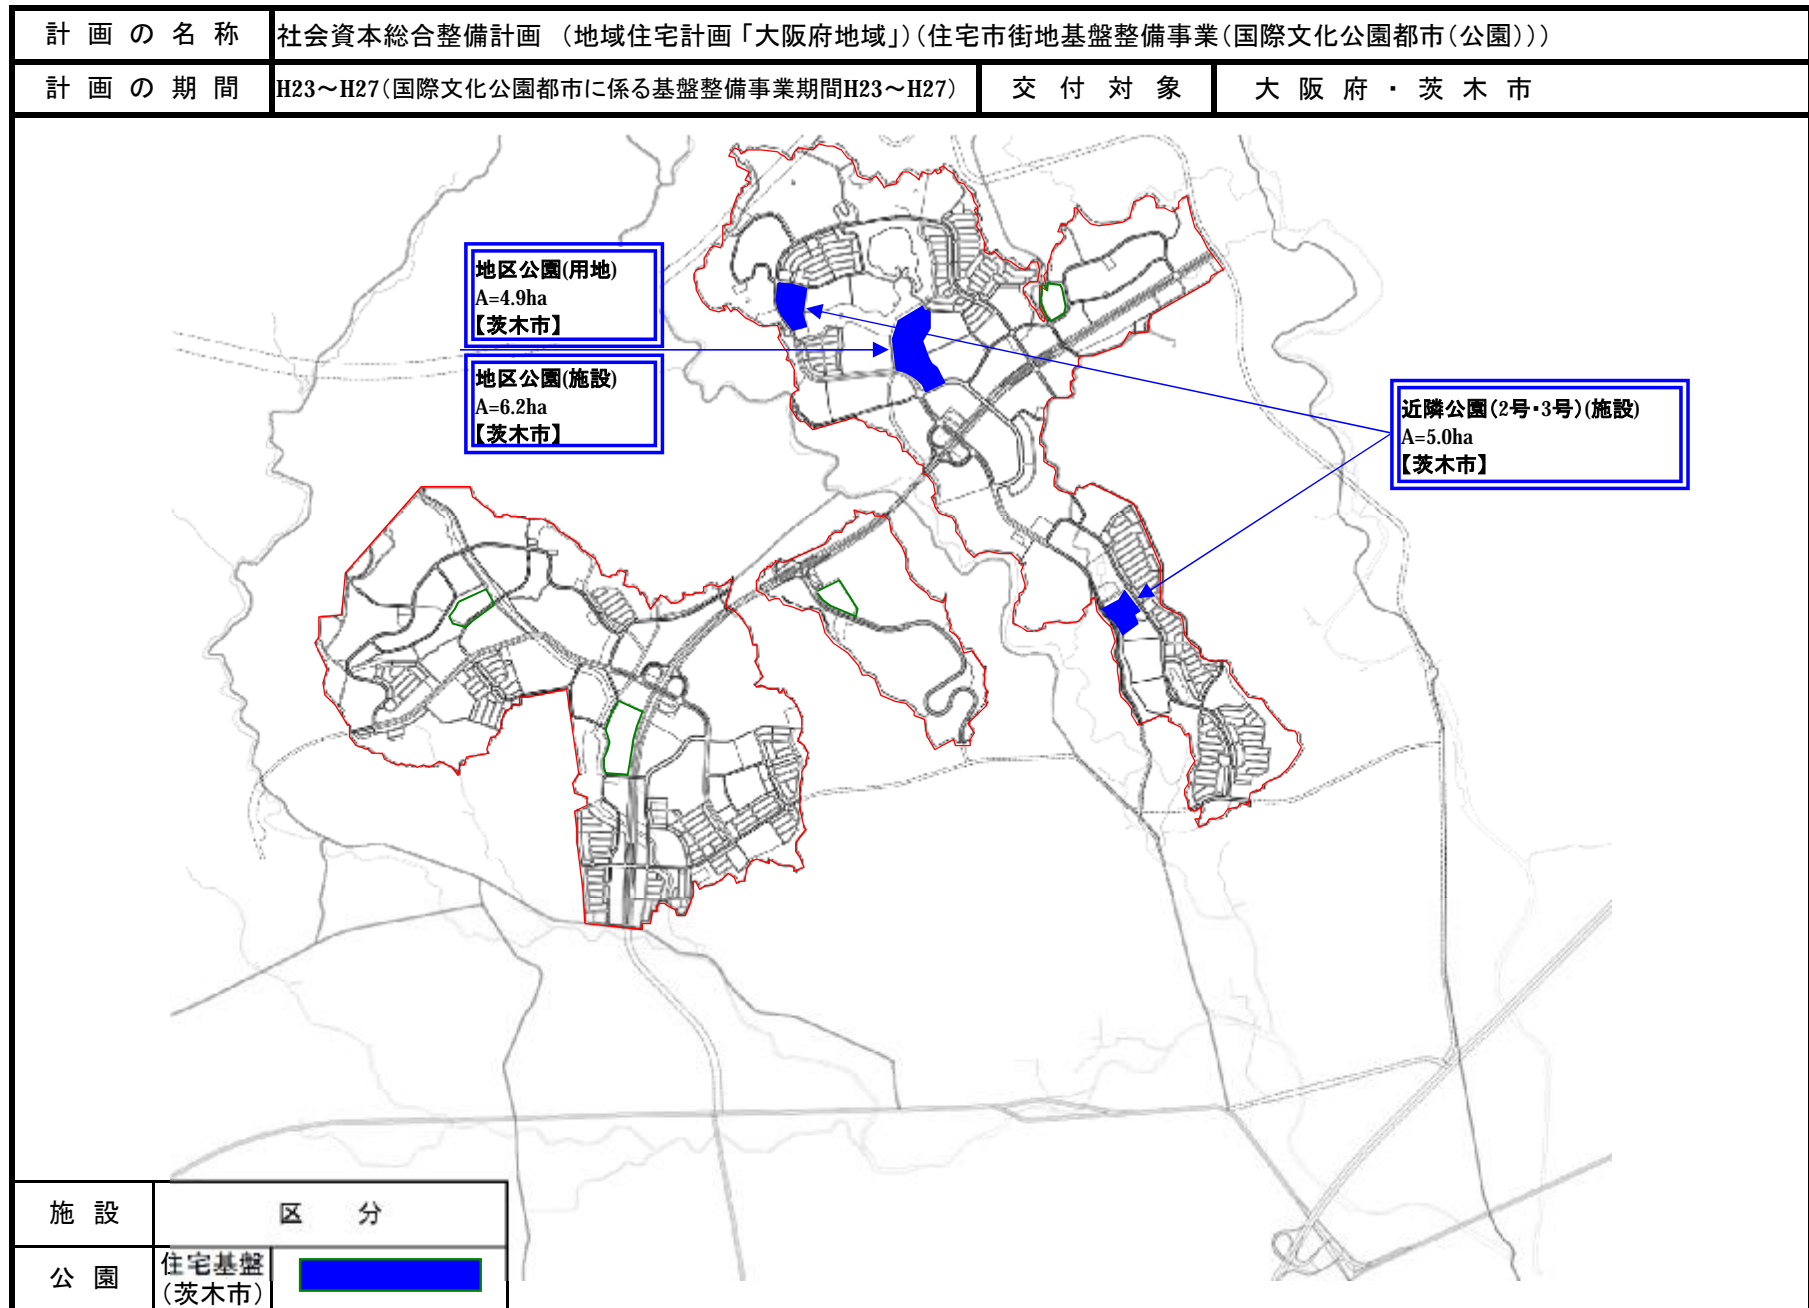 計画の名称
社会資本総合整備計画 （地域住宅計画「大阪府地域」）（住宅市街地基盤整備事業（国際文化公園都市（公園）））
計画の期間
H23～H27（国際文化公園都市に係る基盤整備事業期間H23～H27）
交付対象
大阪府・茨木市
地区公園(用地)
A=4.9ha
【茨木市】
地区公園(施設)
A=6.2ha
【茨木市】
近隣公園（2号・3号）(施設)
A=5.0ha
【茨木市】
施設
区 分
公園
住宅基盤
（茨木市）